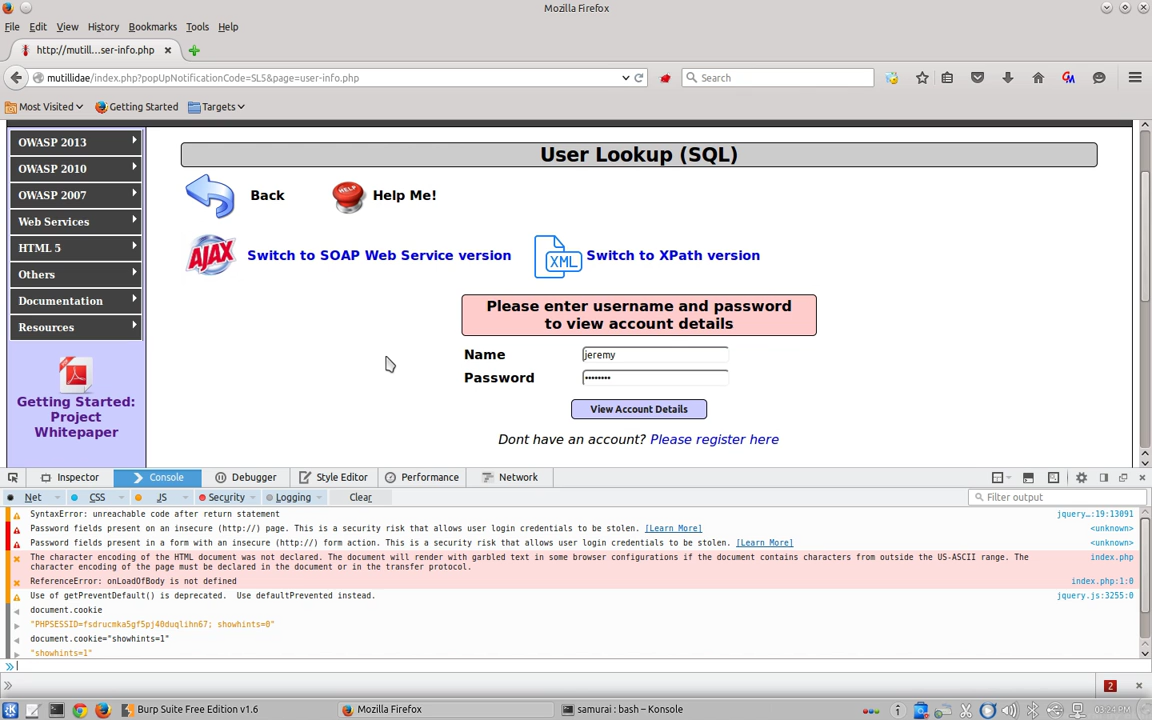 Mozilla Firefox
File Edit View History Bookmarks Tools Help
http://mutill...ser-info.php
mutillidae/index.php?popUpNotificationCode=SL5&page=user-info.php
Search
Most Visited Getting Started Targets
OWASP 2013
OWASP 2010
OWASP 2007
Web Services
HTML 5
Others
Documentation
Resources
Getting Started:
Project
Whitepaper
User Lookup (SQL)
Back
HELP
Help Me!
AJAX
Switch to SOAP Web Service version
XML
Switch to XPath version
Please enter username and password
to view account details
Name
jeremy
Password
••••••••
View Account Details
Dont have an account? Please register here
Inspector Console Debugger Style Editor Performance Network
Net CSS JS Security Logging Clear Filter output
SyntaxError: unreachable code after return statement jquery…:19:13091
Password fields present on an insecure (http://) page. This is a security risk that allows user login credentials to be stolen. [Learn More] <unknown>
Password fields present in a form with an insecure (http://) form action. This is a security risk that allows user login credentials to be stolen. [Learn More] <unknown>
The character encoding of the HTML document was not declared. The document will render with garbled text in some browser configurations if the document contains characters from outside the US-ASCII range. The index.php
character encoding of the page must be declared in the document or in the transfer protocol.
ReferenceError: onLoadOfBody is not defined index.php:1:0
Use of getPreventDefault() is deprecated. Use defaultPrevented instead. jquery.js:3255:0
document.cookie
"PHPSESSID=fsdrucmka5gf5pj40duqlihn67; showhints=0"
document.cookie="showhints=1"
"showhints=1"
2
Burp Suite Free Edition v1.6 Mozilla Firefox samurai : bash – Konsole 03:24 PM